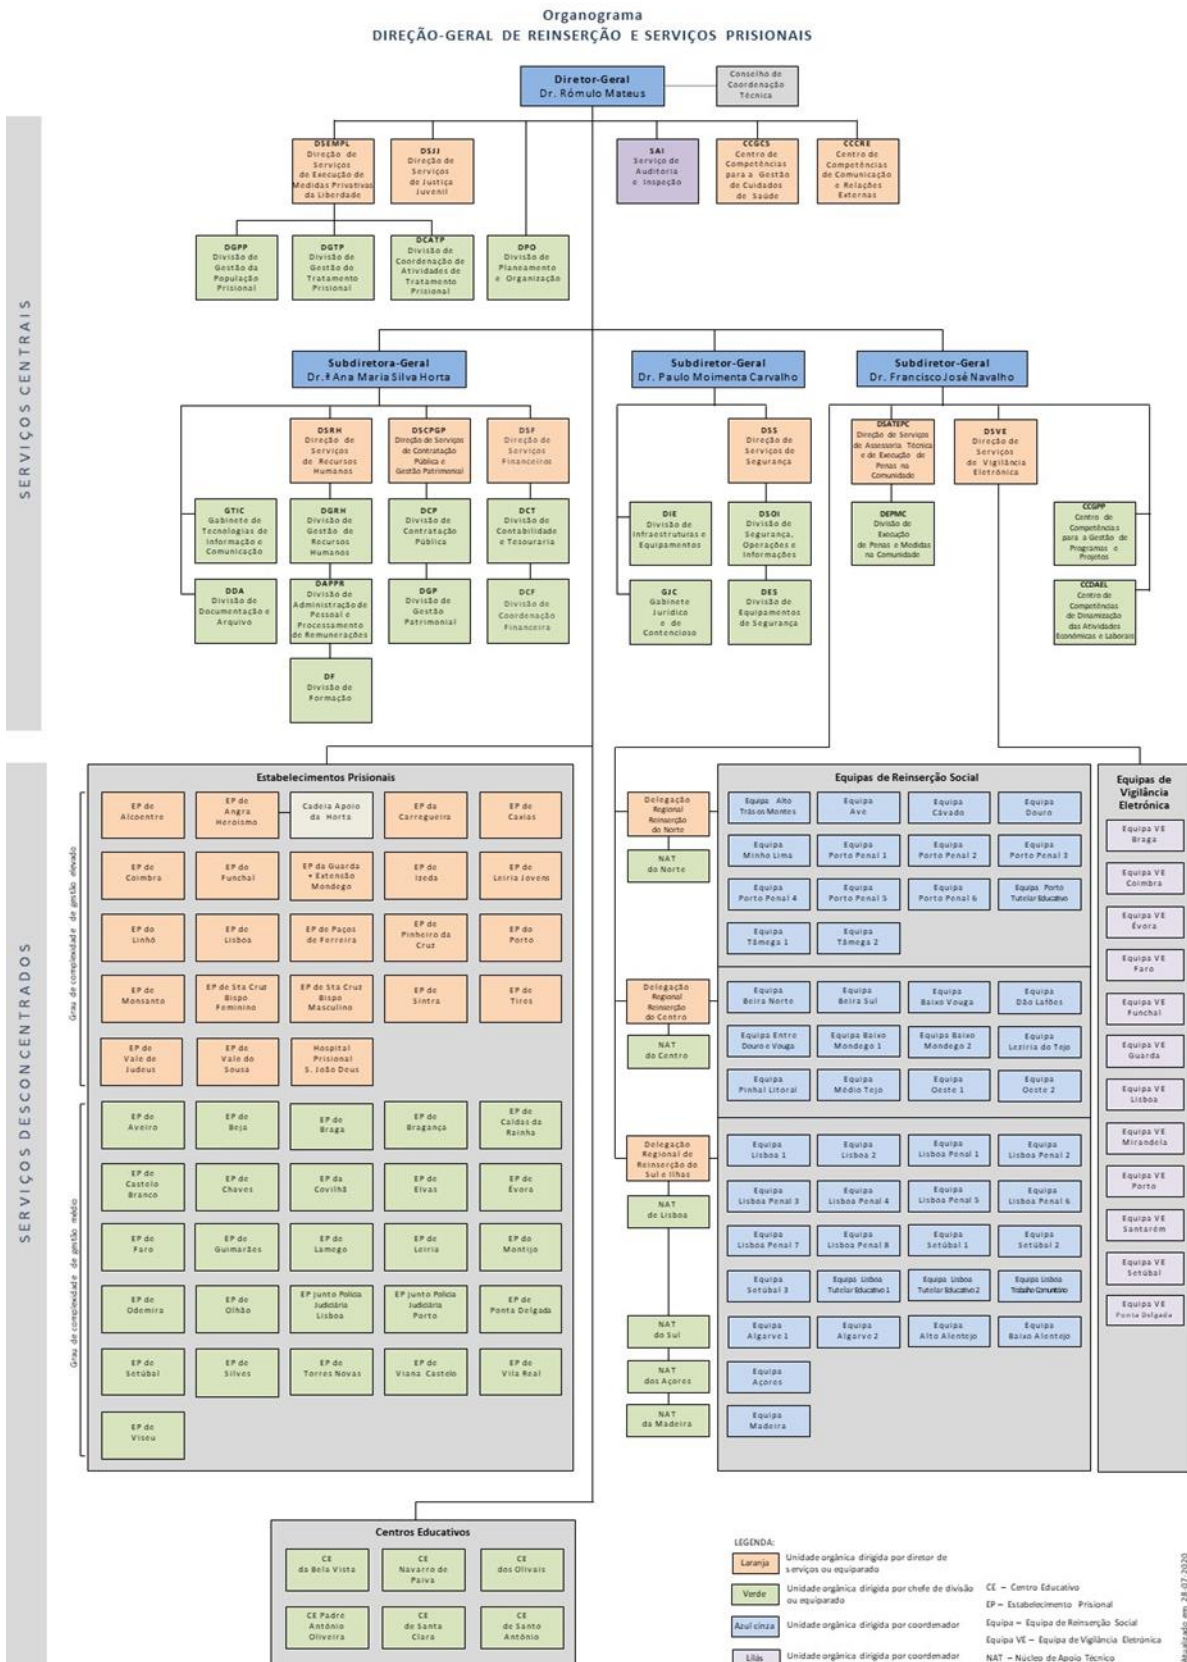 Organograma
DIREÇÃO-GERAL DE REINSERÇÃO E SERVIÇOS PRISIONAIS
Diretor-Geral
Dr. Rómulo Mateus
Conselho de
Coordenação
Técnica
SERVIÇOS CENTRAIS
DSEMPL
Direção de
Serviços
de Execução de
Medidas Privativas
da Liberdade
DSJJ
Direção de
Serviços
de Justiça
Juvenil
SAI
Serviço de
Auditoria
e Inspeção
CCGCS
Centro de
Competências
para a Gestão
de Cuidados
de Saúde
CCCRE
Centro de
Competências
de Comunicação
e Relações
Externas
DGPP
Divisão de
Gestão da
População
Prisional
DGTP
Divisão de
Gestão do
Tratamento
Prisional
DCATP
Divisão de
Coordenação de
Atividades de
Tratamento
Prisional
DPO
Divisão de
Planeamento
e Organização
Subdiretora-Geral
Dr.ª Ana Maria Silva Horta
Subdiretor-Geral
Dr. Paulo Moimenta Carvalho
Subdiretor-Geral
Dr. Francisco José Navalho
DSRH
Direção de
Serviços
de Recursos
Humanos
DSCPGP
Direção de Serviços
de Contratação
Pública e
Gestão Patrimonial
DSF
Direção de
Serviços
Financeiros
DSS
Direção de
Serviços de
Segurança
DSATEPC
Direção de Serviços
de Assessoria Técnica
e de Execução de
Penas na
Comunidade
DSVE
Direção de
Serviços
de Vigilância
Eletrónica
GTIC
Gabinete de
Tecnologias de
Informação e
Comunicação
DGRH
Divisão de
Gestão de
Recursos
Humanos
DCP
Divisão de
Contratação
Pública
DCT
Divisão de
Contabilidade
e Tesouraria
DIE
Divisão de
Infraestruturas e
Equipamentos
DSOI
Divisão de
Segurança,
Operações e
Informações
DEPMC
Divisão de
Execução
de Penas e Medidas
na Comunidade
CCGPP
Centro de
Competências
para a Gestão de
Programas e
Projetos
DDA
Divisão de
Documentação e
Arquivo
DAPPR
Divisão de
Administração de
Pessoal e
Processamento
de Remunerações
DGP
Divisão de
Gestão
Patrimonial
DCF
Divisão de
Coordenação
Financeira
GJC
Gabinete
Jurídico
e de
Contencioso
DES
Divisão de
Equipamentos
de Segurança
CCDAEL
Centro de
Competências
de Dinamização
das Atividades
Económicas e Laborais
DF
Divisão de
Formação
SERVIÇOS DESCONCENTRADOS
Estabelecimentos Prisionais
Grau de complexidade de gestão elevado
EP de
Alcoentre
EP de
Angra
Heroísmo
Cadeia Apoio
da Horta
EP da
Carregueira
EP de
Caxias
EP de
Coimbra
EP do
Funchal
EP da Guarda
+ Extensão
Mondego
EP de
Izeda
EP de
Leiria Jovens
EP do
Linhó
EP de
Lisboa
EP de Paços
de Ferreira
EP de
Pinheiro da
Cruz
EP do
Porto
EP de
Monsanto
EP de Sta Cruz
Bispo
Feminino
EP de Sta Cruz
Bispo
Masculino
EP de
Sintra
EP de
Tires
EP de
Vale de
Judeus
EP de
Vale do
Sousa
Hospital
Prisional
S. João Deus
Grau de complexidade de gestão médio
EP de
Aveiro
EP de
Beja
EP de
Braga
EP de
Bragança
EP de
Caldas da
Rainha
EP de
Castelo
Branco
EP de
Chaves
EP da
Covilhã
EP de
Elvas
EP de
Évora
EP de
Faro
EP de
Guimarães
EP de
Lamego
EP de
Leiria
EP do
Montijo
EP de
Odemira
EP de
Olhão
EP junto Polícia
Judiciária
Lisboa
EP junto Polícia
Judiciária
Porto
EP de
Ponta Delgada
EP de
Setúbal
EP de
Silves
EP de
Torres Novas
EP de
Viana Castelo
EP de
Vila Real
EP de
Viseu
Delegação
Regional
Reinserção
do Norte
NAT
do Norte
Delegação
Regional
Reinserção
do Centro
NAT
do Centro
Delegação
Regional de
Reinserção do
Sul e Ilhas
NAT
de Lisboa
NAT
do Sul
NAT
dos Açores
NAT
da Madeira
Equipas de Reinserção Social
Equipa Alto
Trás os Montes
Equipa
Ave
Equipa
Cávado
Equipa
Douro
Equipa
Minho Lima
Equipa
Porto Penal 1
Equipa
Porto Penal 2
Equipa
Porto Penal 3
Equipa
Porto Penal 4
Equipa
Porto Penal 5
Equipa
Porto Penal 6
Equipa Porto
Tutelar Educativo
Equipa
Tâmega 1
Equipa
Tâmega 2
Equipa
Beira Norte
Equipa
Beira Sul
Equipa
Baixo Vouga
Equipa
Dão Lafões
Equipa Entre
Douro e Vouga
Equipa Baixo
Mondego 1
Equipa Baixo
Mondego 2
Equipa
Lezíria do Tejo
Equipa
Pinhal Litoral
Equipa
Médio Tejo
Equipa
Oeste 1
Equipa
Oeste 2
Equipa
Lisboa 1
Equipa
Lisboa 2
Equipa
Lisboa Penal 1
Equipa
Lisboa Penal 2
Equipa
Lisboa Penal 3
Equipa
Lisboa Penal 4
Equipa
Lisboa Penal 5
Equipa
Lisboa Penal 6
Equipa
Lisboa Penal 7
Equipa
Lisboa Penal 8
Equipa
Setúbal 1
Equipa
Setúbal 2
Equipa
Setúbal 3
Equipa Lisboa
Tutelar Educativo 1
Equipa Lisboa
Tutelar Educativo 2
Equipa Lisboa
Trabalho Comunitário
Equipa
Algarve 1
Equipa
Algarve 2
Equipa
Alto Alentejo
Equipa
Baixo Alentejo
Equipa
Açores
Equipa
Madeira
Equipas de
Vigilância
Eletrónica
Equipa VE
Braga
Equipa VE
Coimbra
Equipa VE
Évora
Equipa VE
Faro
Equipa VE
Funchal
Equipa VE
Guarda
Equipa VE
Lisboa
Equipa VE
Mirandela
Equipa VE
Porto
Equipa VE
Santarém
Equipa VE
Setúbal
Equipa VE
Ponta Delgada
Centros Educativos
CE
da Bela Vista
CE
Navarro de
Paiva
CE
dos Olivais
CE Padre
António
Oliveira
CE
de Santa
Clara
CE
de Santo
António
LEGENDA:
Laranja
Unidade orgânica dirigida por diretor de
serviços ou equiparado
Verde
Unidade orgânica dirigida por chefe de divisão
ou equiparado
Azul cinza
Unidade orgânica dirigida por coordenador
Lilás
Unidade orgânica dirigida por coordenador
CE – Centro Educativo
EP – Estabelecimento Prisional
Equipa – Equipa de Reinserção Social
Equipa VE – Equipa de Vigilância Eletrónica
NAT – Núcleo de Apoio Técnico
Atualizado em 28-07-2020